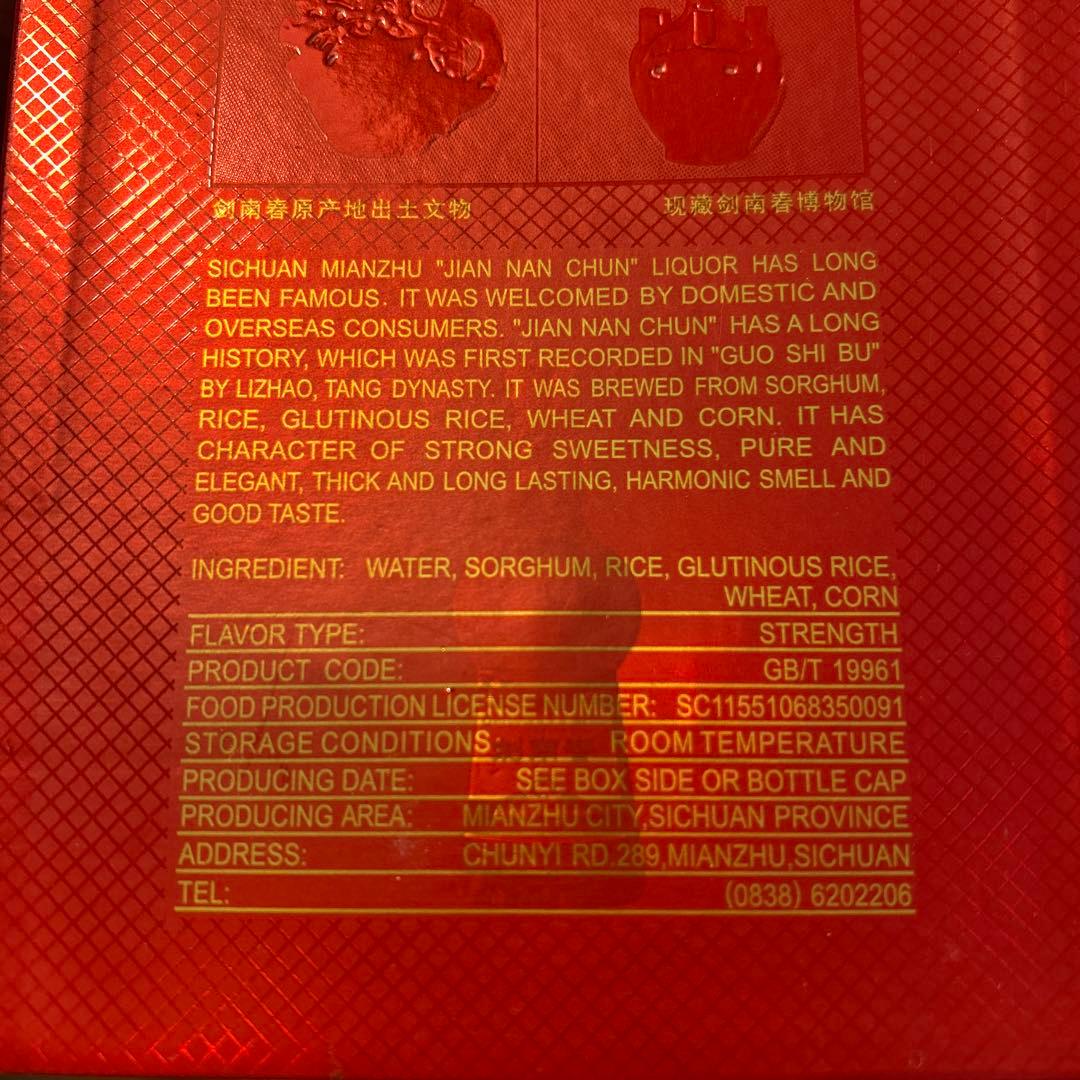 剑南春原产地出土文物
现藏剑南春博物馆
SICHUAN MIANZHU "JIAN NAN CHUN" LIQUOR HAS LONG
BEEN FAMOUS. IT WAS WELCOMED BY DOMESTIC AND
OVERSEAS CONSUMERS. "JIAN NAN CHUN" HAS A LONG
HISTORY, WHICH WAS FIRST RECORDED IN "GUO SHI BU"
BY LIZHAO, TANG DYNASTY. IT WAS BREWED FROM SORGHUM,
RICE, GLUTINOUS RICE, WHEAT AND CORN. IT HAS
CHARACTER OF STRONG SWEETNESS, PURE AND
ELEGANT, THICK AND LONG LASTING, HARMONIC SMELL AND
GOOD TASTE.
INGREDIENT: WATER, SORGHUM, RICE, GLUTINOUS RICE,
WHEAT, CORN
FLAVOR TYPE: STRENGTH
PRODUCT CODE: GB/T 19961
FOOD PRODUCTION LICENSE NUMBER: SC11551068350091
STORAGE CONDITIONS: ROOM TEMPERATURE
PRODUCING DATE: SEE BOX SIDE OR BOTTLE CAP
PRODUCING AREA: MIANZHU CITY,SICHUAN PROVINCE
ADDRESS: CHUNYI RD.289,MIANZHU,SICHUAN
TEL: (0838) 6202206